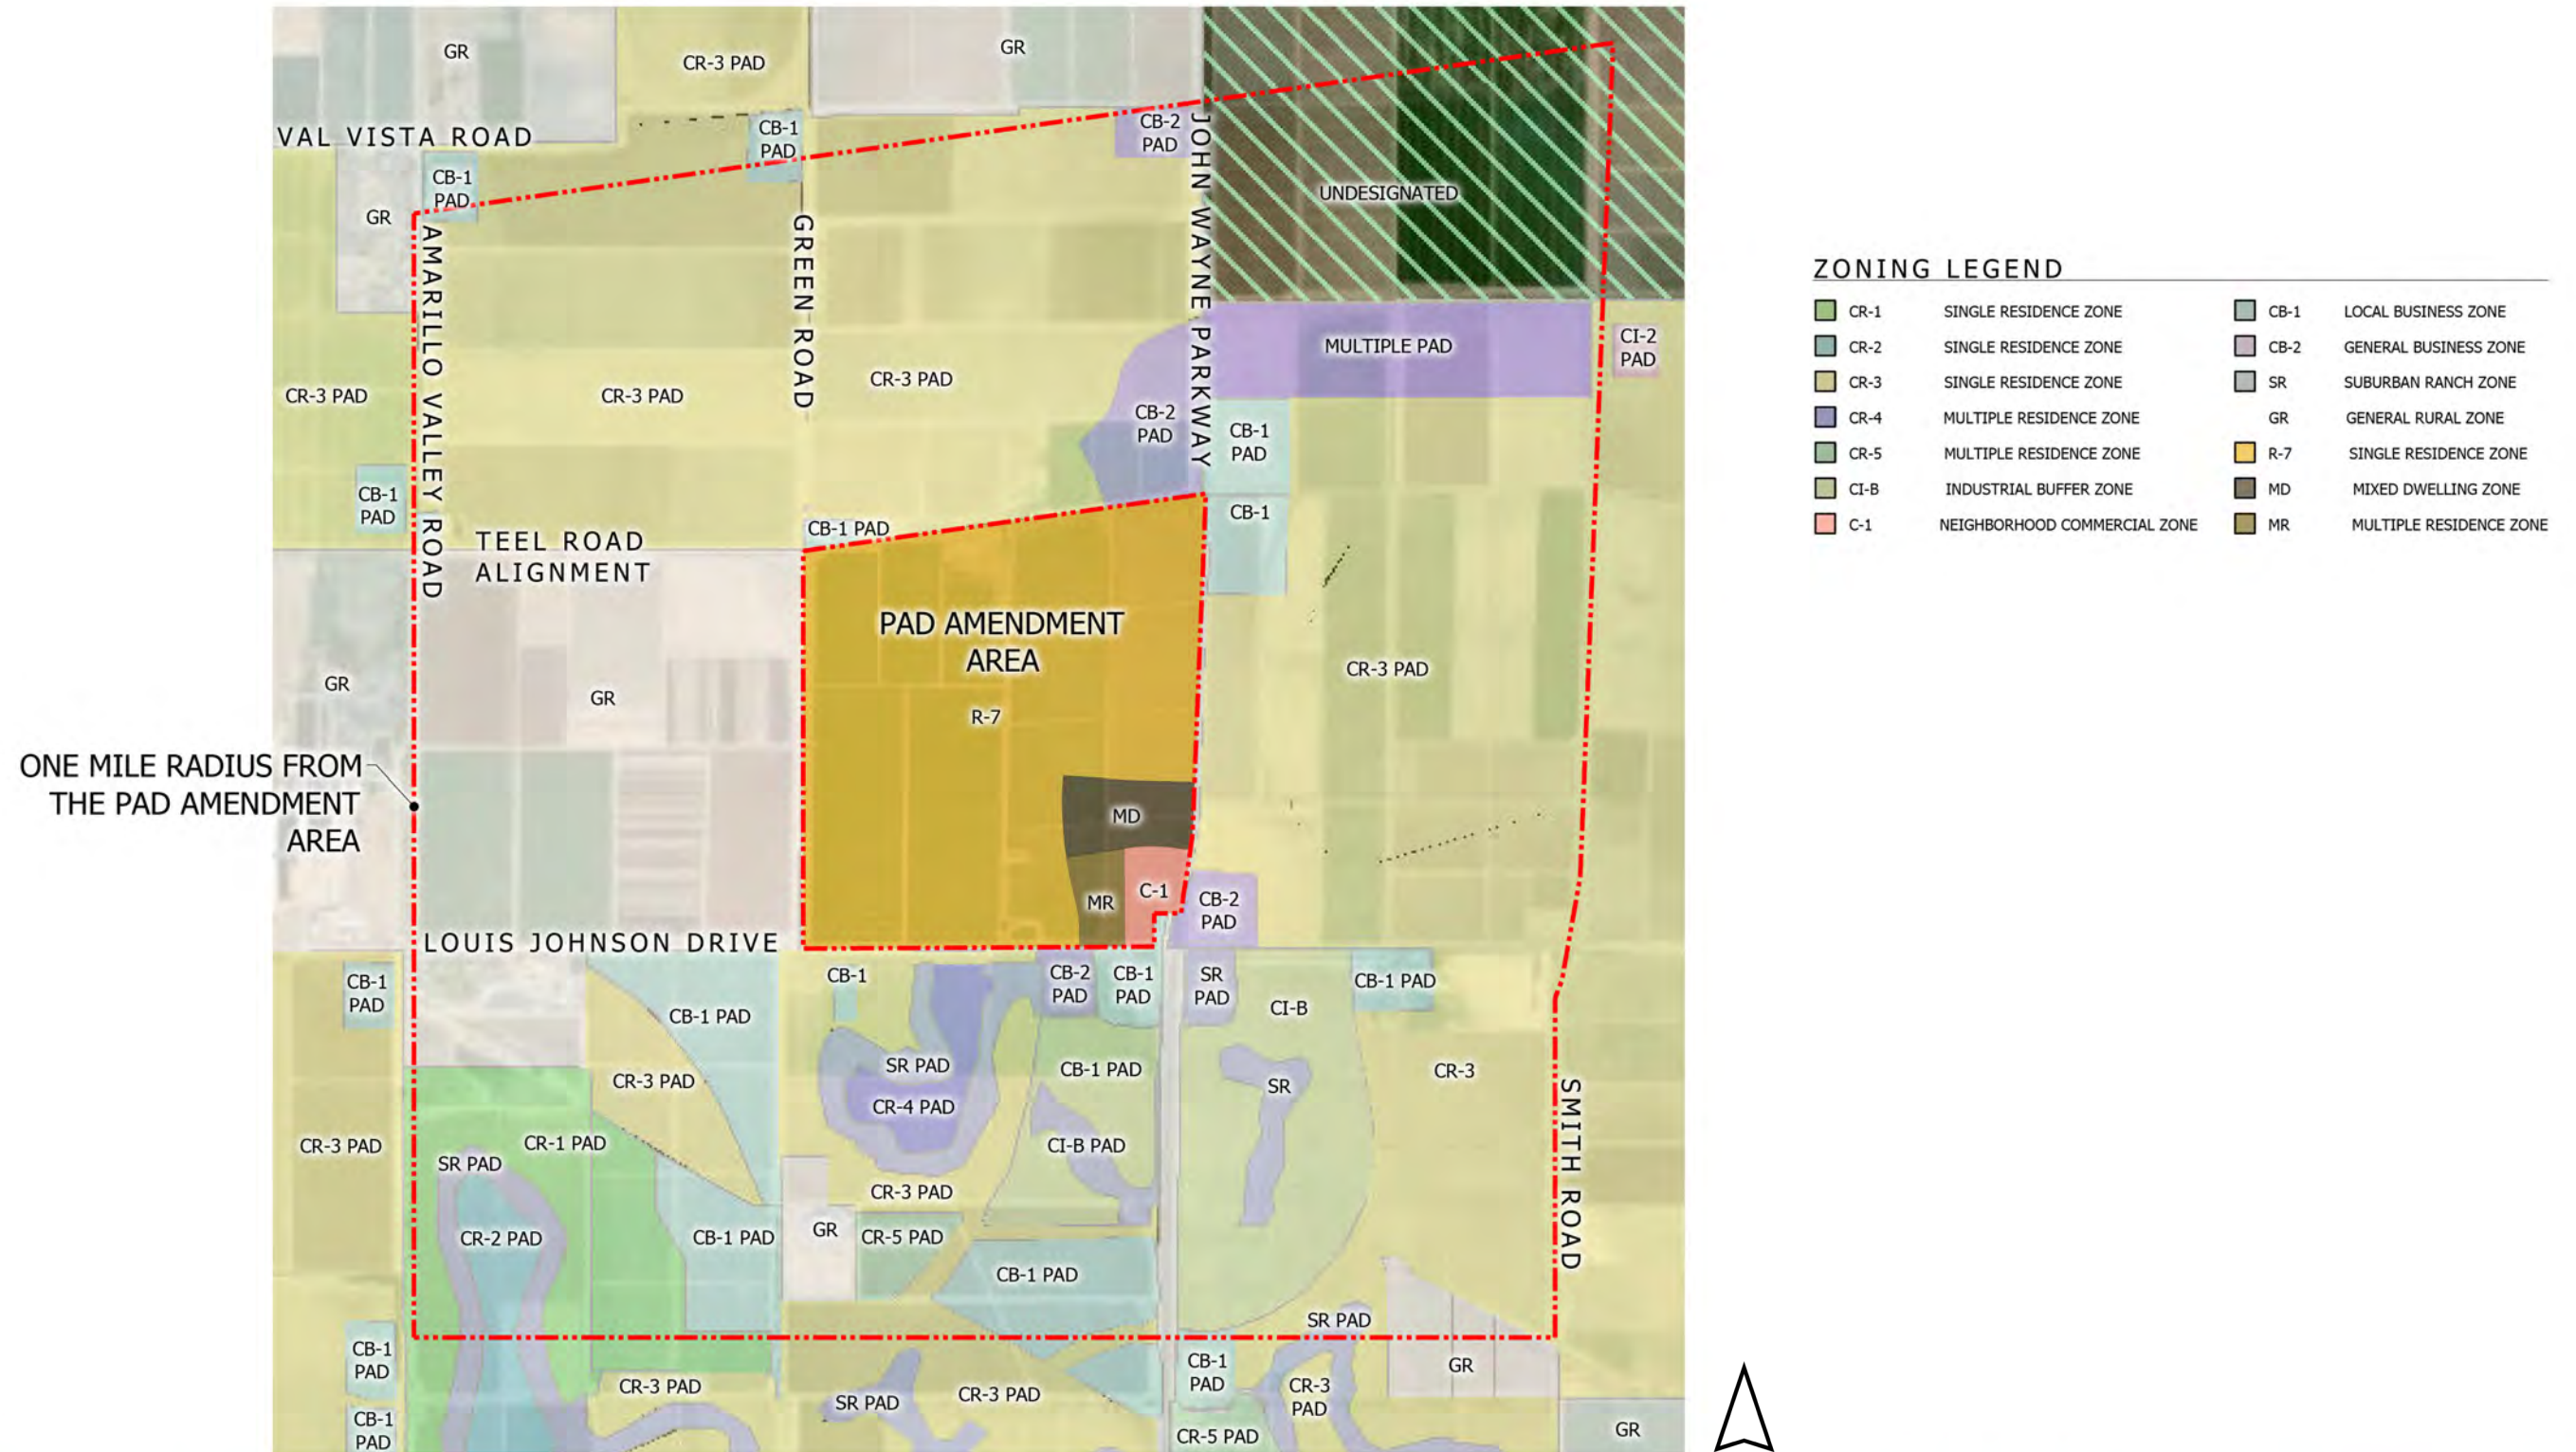 GR
CR-3 PAD
GR
VAL VISTA ROAD
CB-1
PAD
CB-2
PAD
CB-1
PAD
GR
UNDESIGNATED
AMARILLO VALLEY ROAD
GREEN ROAD
JOHN WAYNE PARKWAY
MULTIPLE PAD
CI-2
PAD
CR-3 PAD
CR-3 PAD
CR-3 PAD
CB-2
PAD
CB-1
PAD
CB-1
PAD
CB-1
CB-1 PAD
TEEL ROAD
ALIGNMENT
PAD AMENDMENT
AREA
R-7
GR
GR
CR-3 PAD
ONE MILE RADIUS FROM
THE PAD AMENDMENT
AREA
MD
MR
C-1
CB-2
PAD
LOUIS JOHNSON DRIVE
CB-1
PAD
CB-1 PAD
CB-1
CB-2
PAD
CB-1
PAD
SR
PAD
CI-B
CB-1 PAD
CR-3 PAD
SR PAD
CR-4 PAD
CB-1 PAD
SR
CR-3
SMITH ROAD
CR-3 PAD
SR PAD
CR-1 PAD
CI-B PAD
CR-3 PAD
CR-2 PAD
CB-1 PAD
GR
CR-5 PAD
CB-1 PAD
SR PAD
CB-1
PAD
CR-3 PAD
SR PAD
CR-3 PAD
CB-1
PAD
CR-3
PAD
GR
CB-1
PAD
CR-5 PAD
GR
ZONING LEGEND
CR-1 SINGLE RESIDENCE ZONE
CR-2 SINGLE RESIDENCE ZONE
CR-3 SINGLE RESIDENCE ZONE
CR-4 MULTIPLE RESIDENCE ZONE
CR-5 MULTIPLE RESIDENCE ZONE
CI-B INDUSTRIAL BUFFER ZONE
C-1 NEIGHBORHOOD COMMERCIAL ZONE
CB-1 LOCAL BUSINESS ZONE
CB-2 GENERAL BUSINESS ZONE
SR SUBURBAN RANCH ZONE
GR GENERAL RURAL ZONE
R-7 SINGLE RESIDENCE ZONE
MD MIXED DWELLING ZONE
MR MULTIPLE RESIDENCE ZONE